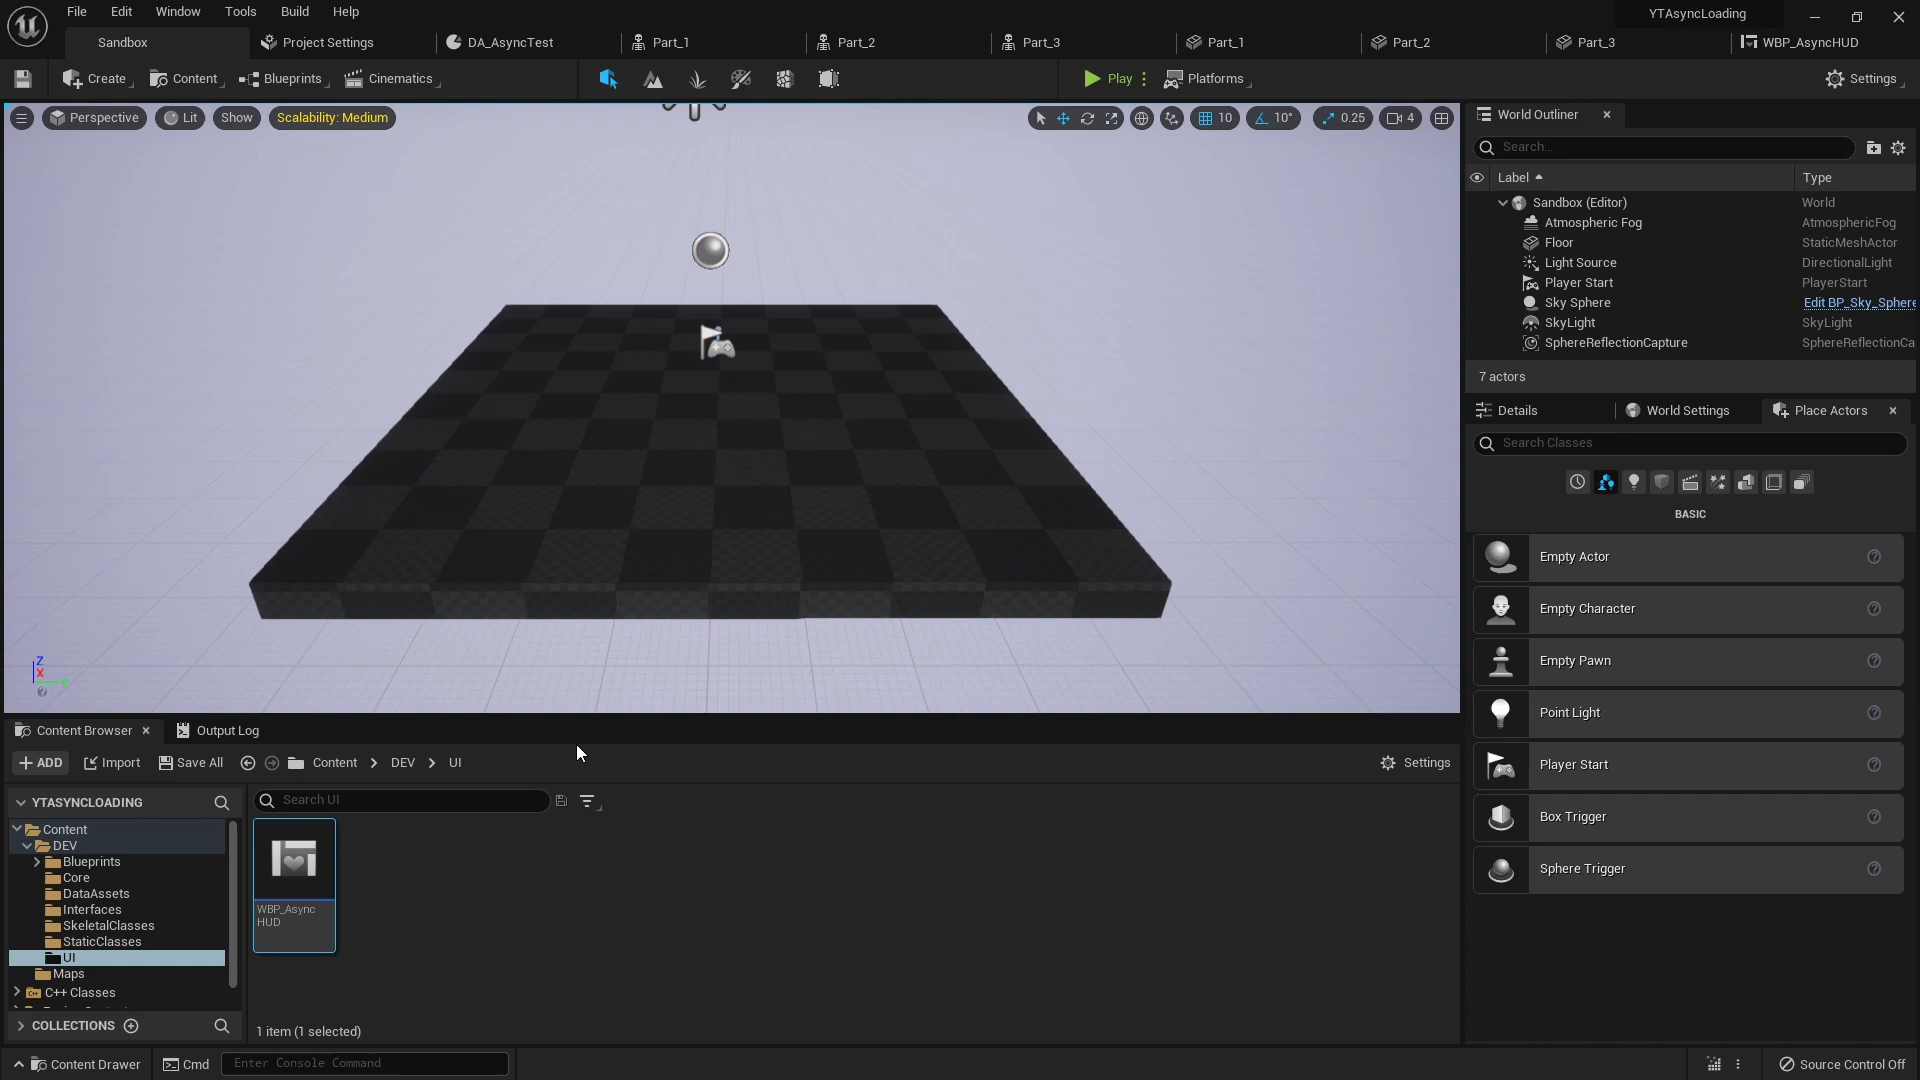 File Edit Window Tools Build Help
YTAsyncLoading
Sandbox
Project Settings
DA_AsyncTest
Part_1
Part_2
Part_3
Part_1
Part_2
Part_3
WBP_AsyncHUD
Create
Content
Blueprints
Cinematics
Play
Platforms
Settings
Perspective
Lit
Show
Scalability: Medium
10
10°
0.25
4
Z
X
Y
World Outliner
Search...
Label
Type
Sandbox (Editor) World
Atmospheric Fog AtmosphericFog
Floor StaticMeshActor
Light Source DirectionalLight
Player Start PlayerStart
Sky Sphere Edit BP_Sky_Sphere
SkyLight SkyLight
SphereReflectionCapture SphereReflectionCa
7 actors
Details
World Settings
Place Actors
Search Classes
BASIC
Empty Actor
Empty Character
Empty Pawn
Point Light
Player Start
Box Trigger
Sphere Trigger
Content Browser
Output Log
ADD
Import
Save All
Content
DEV
UI
Settings
YTASYNCLOADING
Search UI
Content
DEV
Blueprints
Core
DataAssets
Interfaces
SkeletalClasses
StaticClasses
UI
Maps
C++ Classes
COLLECTIONS
WBP_Async
HUD
1 item (1 selected)
Content Drawer
Cmd
Enter Console Command
Source Control Off